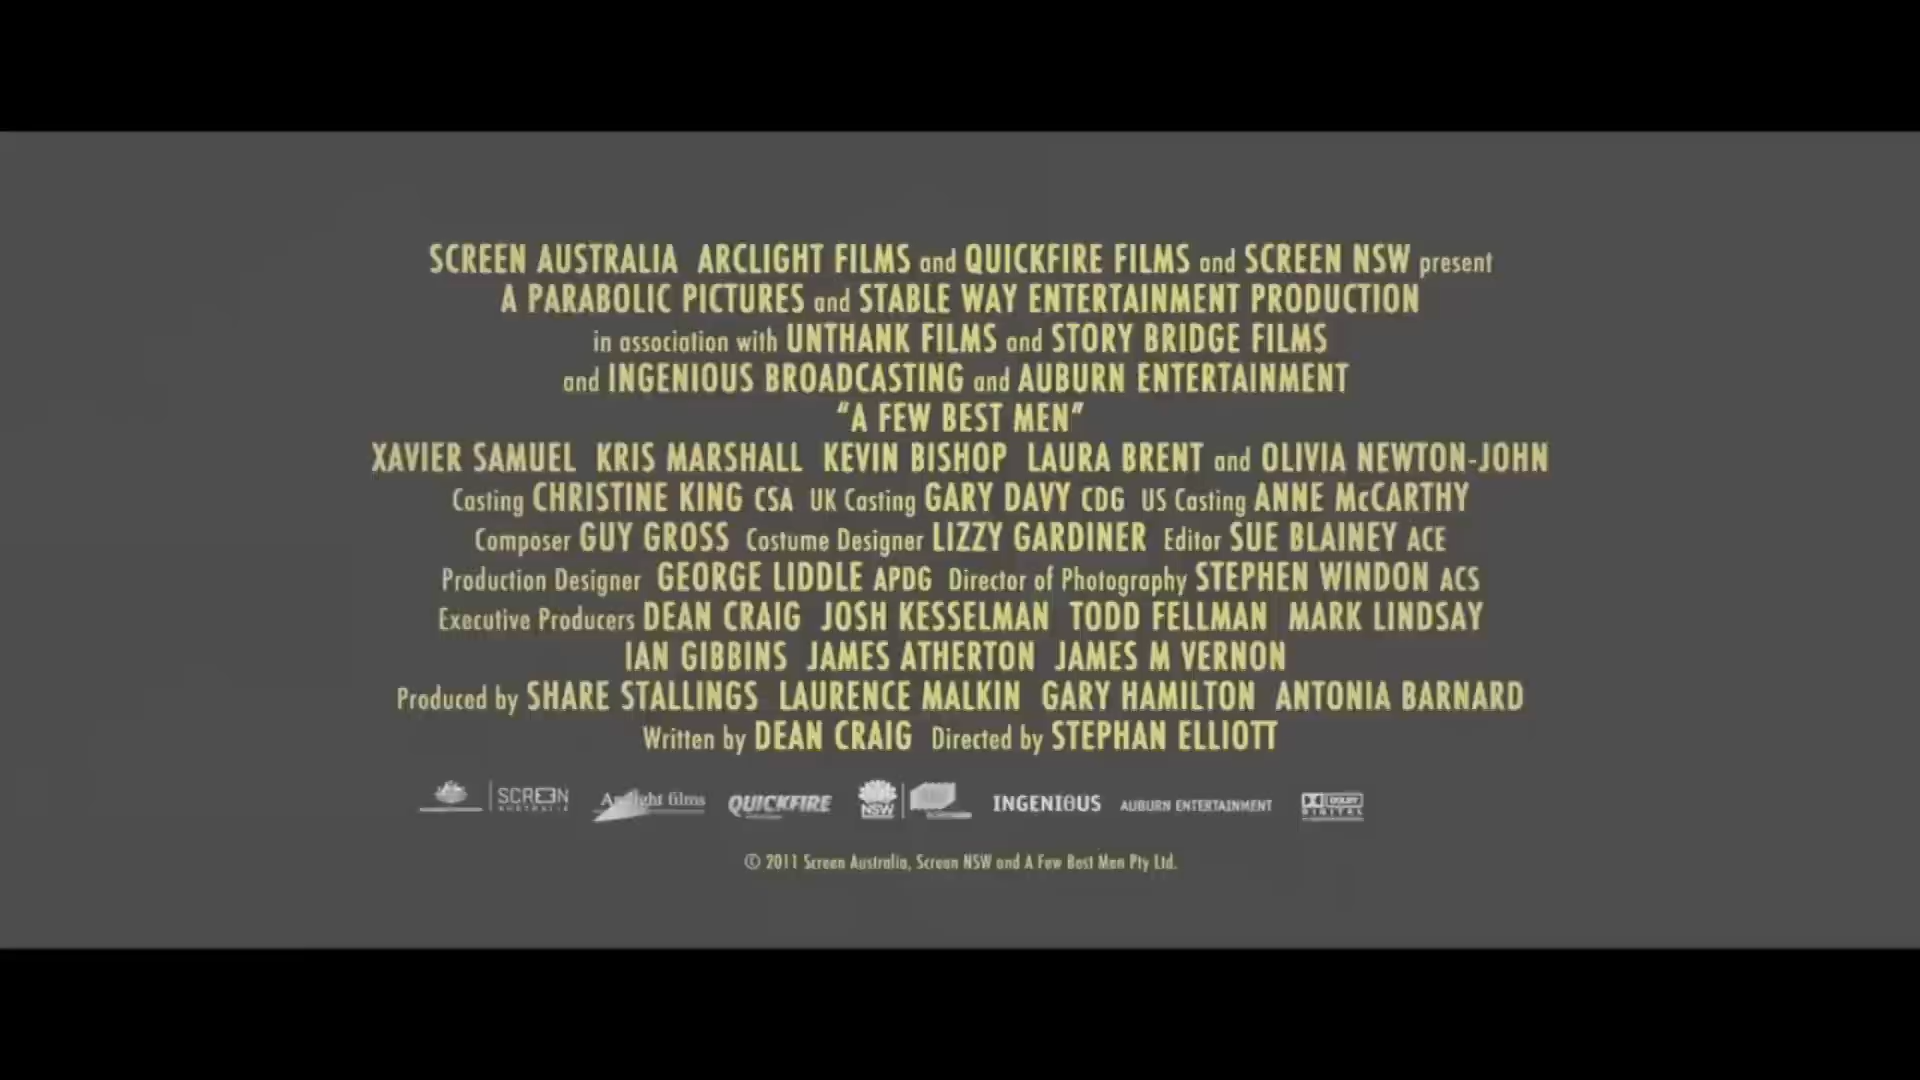 SCREEN AUSTRALIA ARCLIGHT FILMS and QUICKFIRE FILMS and SCREEN NSW present
A PARABOLIC PICTURES and STABLE WAY ENTERTAINMENT PRODUCTION
in association with UNTHANK FILMS and STORY BRIDGE FILMS
and INGENIOUS BROADCASTING and AUBURN ENTERTAINMENT
“A FEW BEST MEN”
XAVIER SAMUEL KRIS MARSHALL KEVIN BISHOP LAURA BRENT and OLIVIA NEWTON-JOHN
Casting CHRISTINE KING CSA UK Casting GARY DAVY CDG US Casting ANNE McCARTHY
Composer GUY GROSS Costume Designer LIZZY GARDINER Editor SUE BLAINEY ACE
Production Designer GEORGE LIDDLE APDG Director of Photography STEPHEN WINDON ACS
Executive Producers DEAN CRAIG JOSH KESSELMAN TODD FELLMAN MARK LINDSAY
IAN GIBBINS JAMES ATHERTON JAMES M VERNON
Produced by SHARE STALLINGS LAURENCE MALKIN GARY HAMILTON ANTONIA BARNARD
Written by DEAN CRAIG Directed by STEPHAN ELLIOTT
SCREEN AUSTRALIA Arclight films QUICKFIRE NSW INGENIOUS AUBURN ENTERTAINMENT DOLBY DIGITAL
© 2011 Screen Australia, Screen NSW and A Few Best Men Pty Ltd.